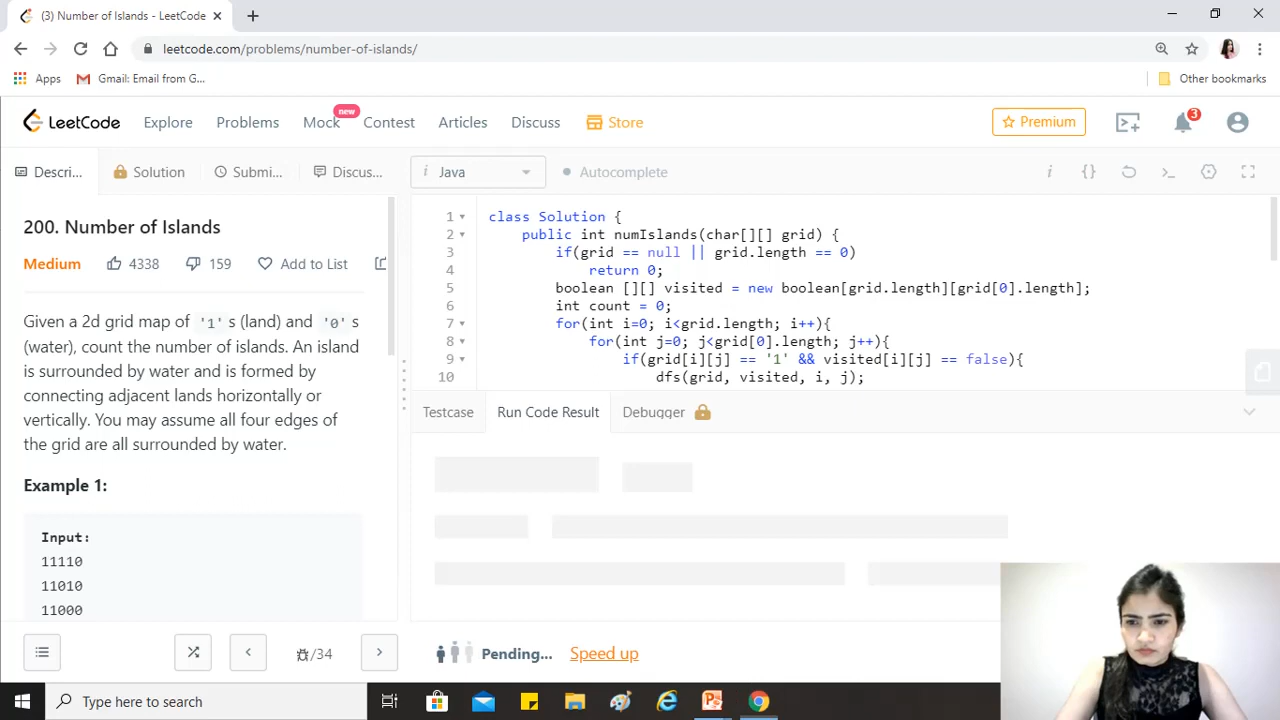 (3) Number of Islands - LeetCode
leetcode.com/problems/number-of-islands/
Apps
Gmail: Email from G...
Other bookmarks
LeetCode
Explore
Problems
Mock
new
Contest
Articles
Discuss
Store
Premium
3
Descri...
Solution
Submi...
Discus...
i Java
Autocomplete
i
{}
200. Number of Islands
Medium
4338
159
Add to List
Given a 2d grid map of '1' s (land) and '0' s
(water), count the number of islands. An island
is surrounded by water and is formed by
connecting adjacent lands horizontally or
vertically. You may assume all four edges of
the grid are all surrounded by water.
Example 1:
Input:
11110
11010
11000
1 class Solution {
2 public int numIslands(char[][] grid) {
3 if(grid == null || grid.length == 0)
4 return 0;
5 boolean [][] visited = new boolean[grid.length][grid[0].length];
6 int count = 0;
7 for(int i=0; i<grid.length; i++){
8 for(int j=0; j<grid[0].length; j++){
9 if(grid[i][j] == '1' && visited[i][j] == false){
10 dfs(grid, visited, i, j);
Testcase
Run Code Result
Debugger
/34
Pending...
Speed up
Type here to search